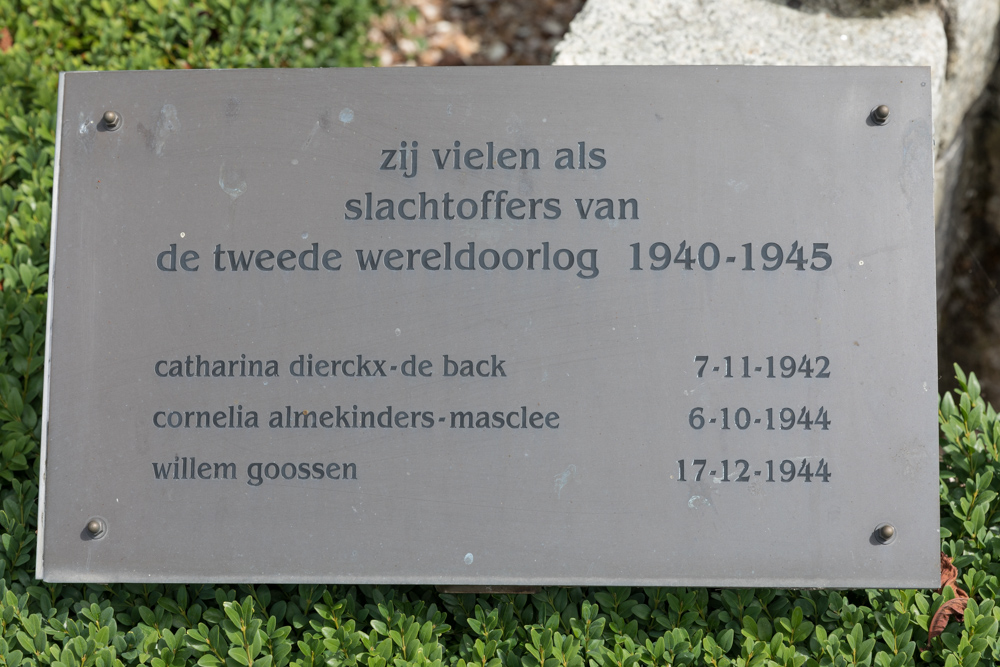 zij vielen als
slachtoffers van
de tweede wereldoorlog 1940-1945
catharina dierckx-de back 7-11-1942
cornelia almekinders-masclee 6-10-1944
willem goossen 17-12-1944